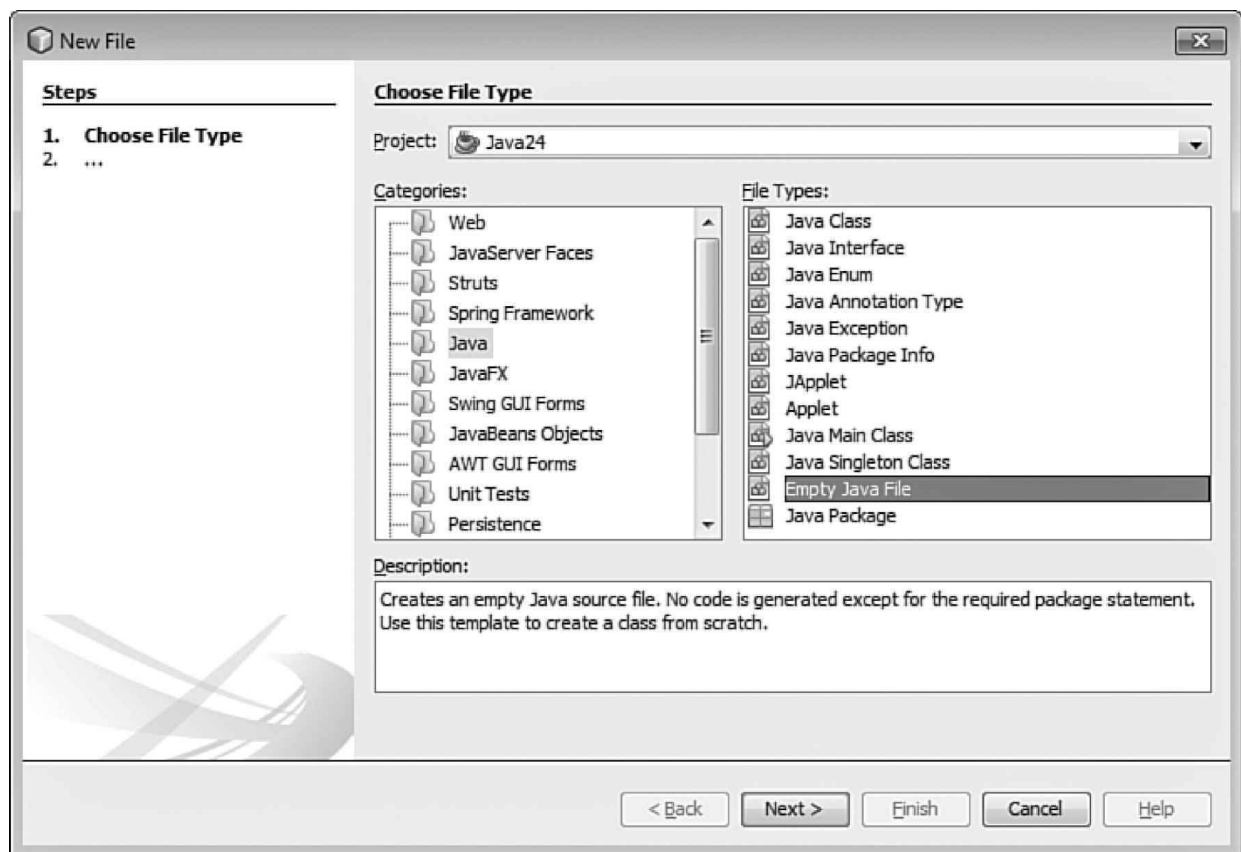 New File
Steps
1. Choose File Type
2. ...
Choose File Type
Project: Java24
Categories:
Web
JavaServer Faces
Struts
Spring Framework
Java
JavaFX
Swing GUI Forms
JavaBeans Objects
AWT GUI Forms
Unit Tests
Persistence
File Types:
Java Class
Java Interface
Java Enum
Java Annotation Type
Java Exception
Java Package Info
JApplet
Applet
Java Main Class
Java Singleton Class
Empty Java File
Java Package
Description:
Creates an empty Java source file. No code is generated except for the required package statement.
Use this template to create a class from scratch.
< Back Next > Finish Cancel Help